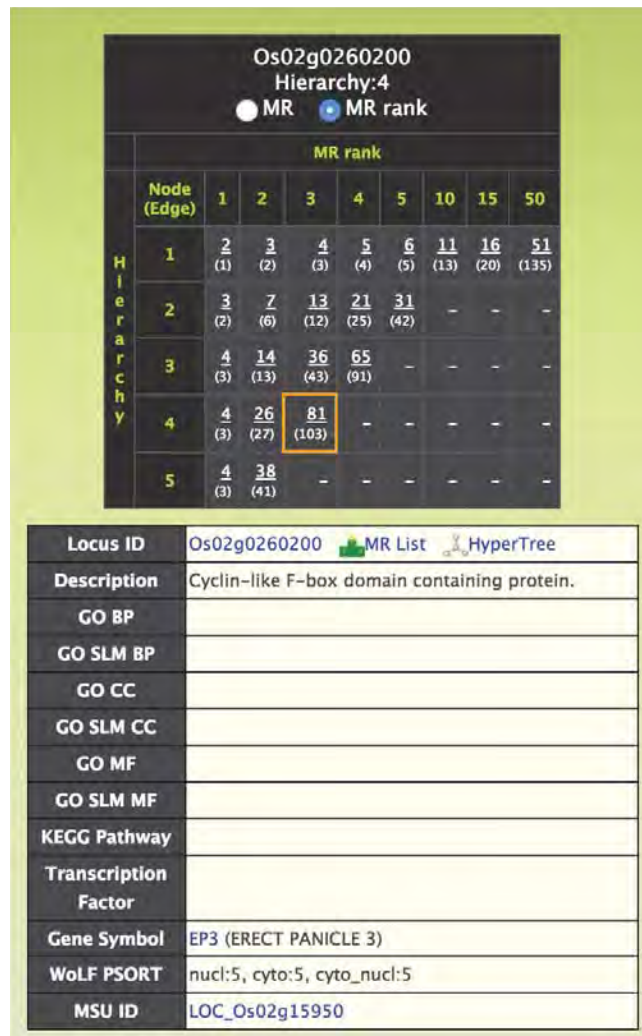 Os02g0260200
Hierarchy:4
MR MR rank
MR rank
Hierarchy
Node (Edge) 1 2 3 4 5 10 15 50
1 2 (1) 3 (2) 4 (3) 5 (4) 6 (5) 11 (13) 16 (20) 51 (135)
2 3 (2) 7 (6) 13 (12) 21 (25) 31 (42) - - -
3 4 (3) 14 (13) 36 (43) 65 (91) - - - -
4 4 (3) 26 (27) 81 (103) - - - - -
5 4 (3) 38 (41) - - - - - -
Locus ID Os02g0260200 MR List HyperTree
Description Cyclin-like F-box domain containing protein.
GO BP
GO SLM BP
GO CC
GO SLM CC
GO MF
GO SLM MF
KEGG Pathway
Transcription
Factor
Gene Symbol EP3 (ERECT PANICLE 3)
WoLF PSORT nucl:5, cyto:5, cyto_nucl:5
MSU ID LOC_Os02g15950